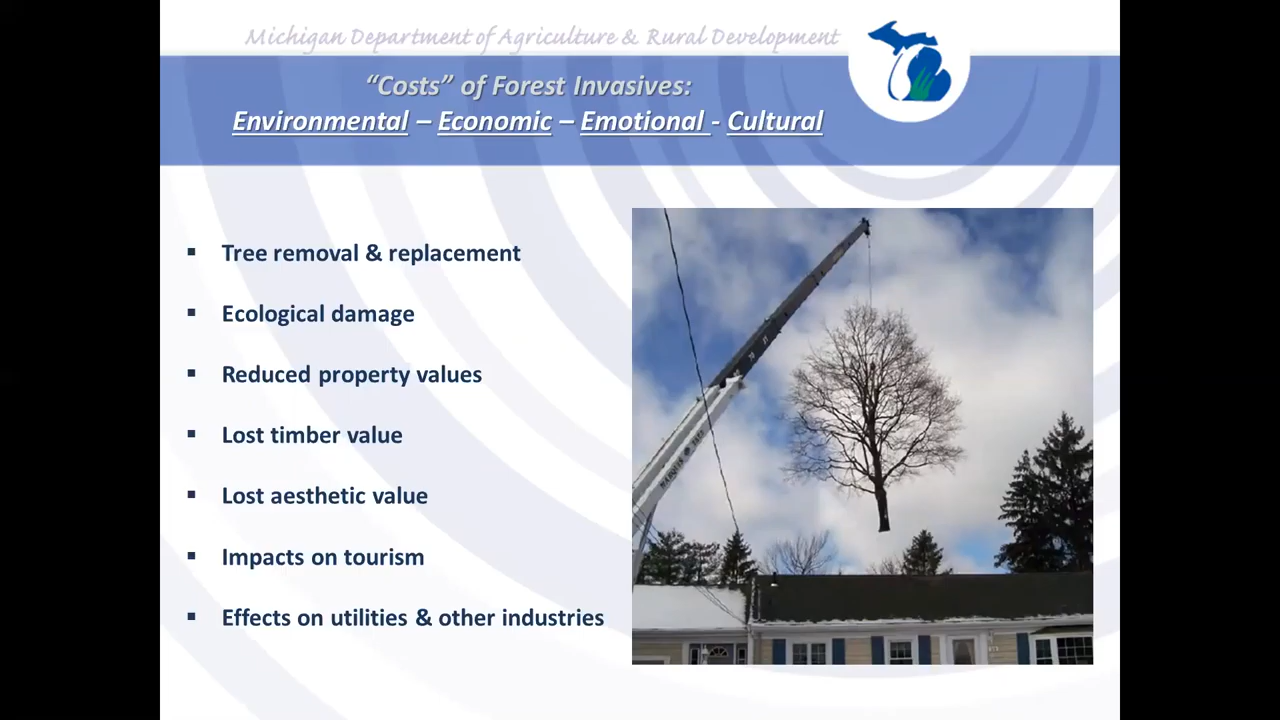 Michigan Department of Agriculture & Rural Development
“Costs” of Forest Invasives:
Environmental – Economic – Emotional - Cultural
▪ Tree removal & replacement
▪ Ecological damage
▪ Reduced property values
▪ Lost timber value
▪ Lost aesthetic value
▪ Impacts on tourism
▪ Effects on utilities & other industries